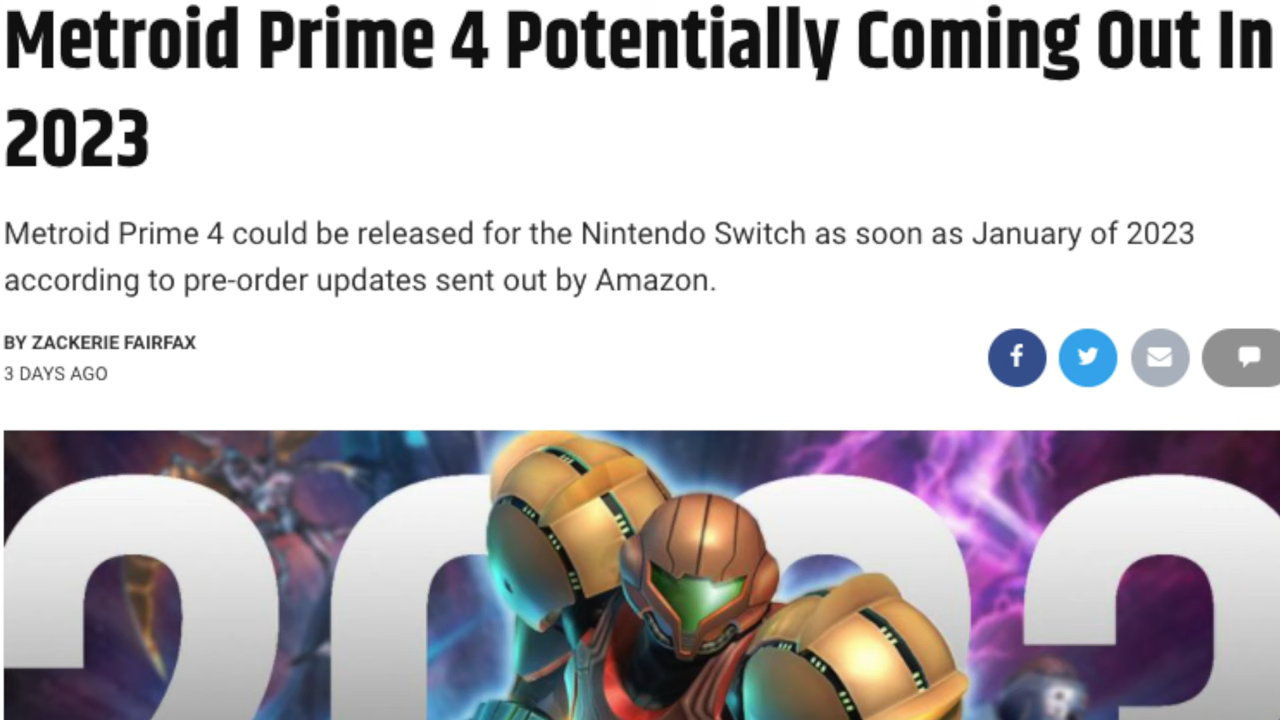 Metroid Prime 4 Potentially Coming Out In
2023
Metroid Prime 4 could be released for the Nintendo Switch as soon as January of 2023
according to pre-order updates sent out by Amazon.
BY ZACKERIE FAIRFAX
3 DAYS AGO
2023